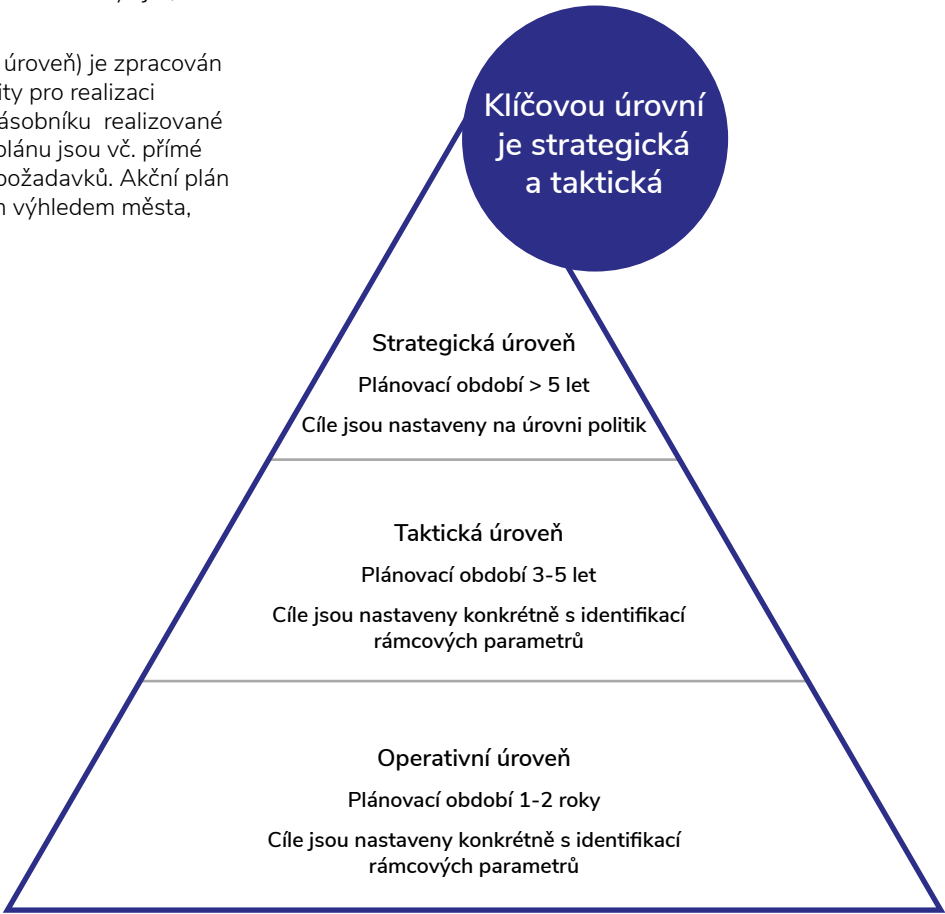 úroveň) je zpracován
ity pro realizaci
ásobníku realizované
plánu jsou vč. přímé
požadavků. Akční plán
výhledem města,
Klíčovou úrovní
je strategická
a taktická
Strategická úroveň
Plánovací období > 5 let
Cíle jsou nastaveny na úrovni politik
Taktická úroveň
Plánovací období 3-5 let
Cíle jsou nastaveny konkrétně s identifikací
rámcových parametrů
Operativní úroveň
Plánovací období 1-2 roky
Cíle jsou nastaveny konkrétně s identifikací
rámcových parametrů